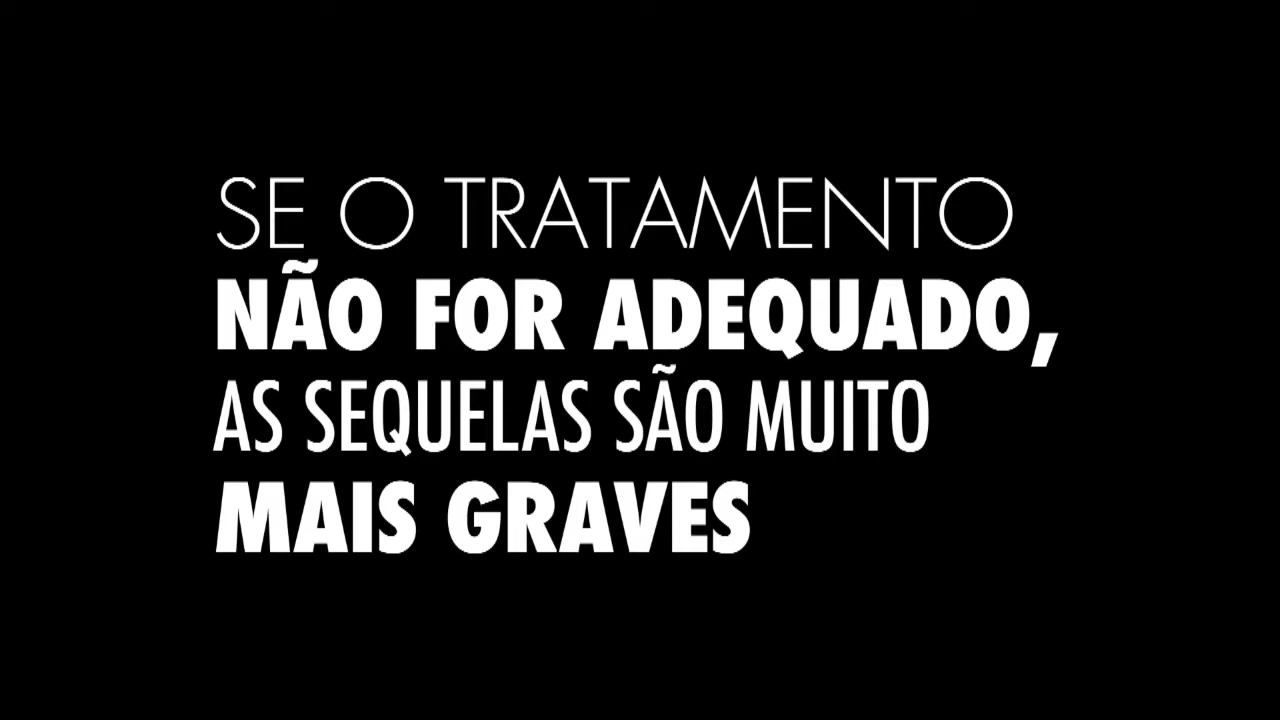 SE O TRATAMENTO
NÃO FOR ADEQUADO,
AS SEQUELAS SÃO MUITO
MAIS GRAVES